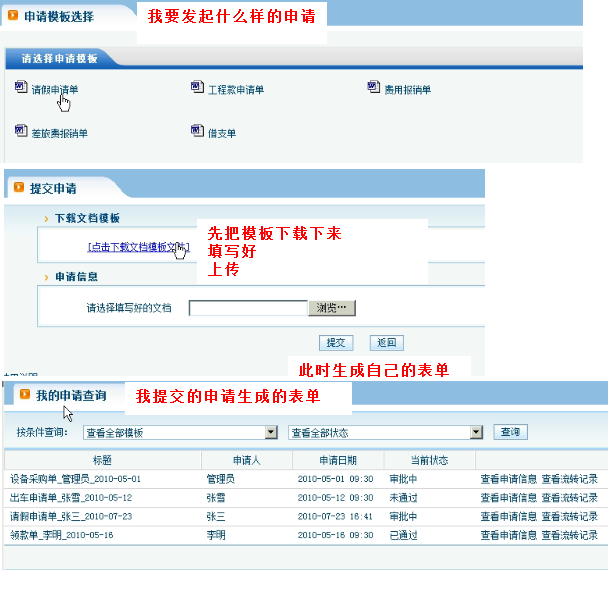 申请模板选择
我要发起什么样的申请
请选择申请模板
请假申请单 工程款申请单 费用报销单
差旅费报销单 借支单
提交申请
下载文档模板
[点击下载文档模板文件]
先把模板下载下来
填写好
上传
申请信息
请选择填写好的文档 浏览…
提交 返回
此时生成自己的表单
我的申请查询
我提交的申请生成的表单
按条件查询: 查看全部模板 查看全部状态 查询
标题 申请人 申请日期 当前状态
设备采购单_管理员_2010-05-01 管理员 2010-05-01 09:30 审批中 查看申请信息 查看流转记录
出车申请单_张雪_2010-05-12 张雪 2010-05-12 09:30 未通过 查看申请信息 查看流转记录
请假申请单_张三_2010-07-23 张三 2010-07-23 16:41 审批中 查看申请信息 查看流转记录
领款单_李明_2010-05-16 李明 2010-05-16 09:30 已通过 查看申请信息 查看流转记录